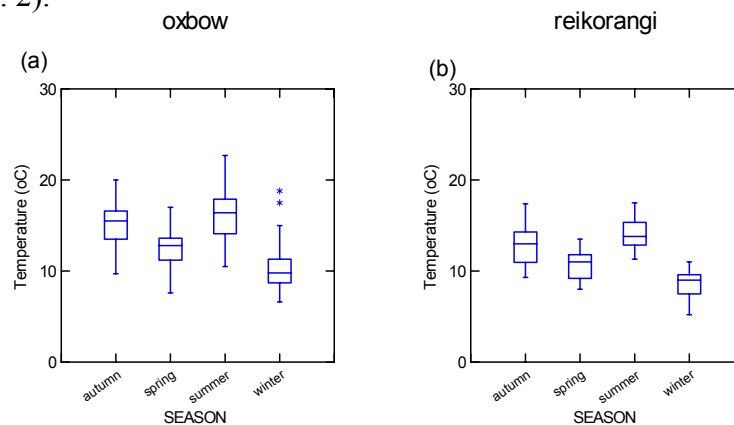 . 2).
oxbow
reikorangi
(a)
(b)
30
20
10
0
Temperature (oC)
autumn
spring
summer
winter
SEASON
30
20
10
0
Temperature (oC)
autumn
spring
summer
winter
SEASON